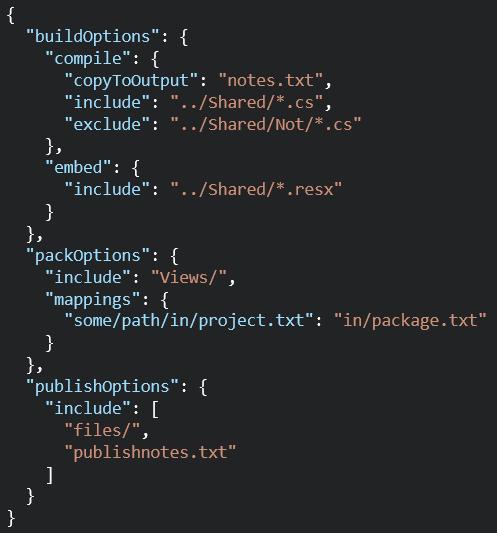 {
  "buildOptions": {
    "compile": {
      "copyToOutput": "notes.txt",
      "include": "../Shared/*.cs",
      "exclude": "../Shared/Not/*.cs"
    },
    "embed": {
      "include": "../Shared/*.resx"
    }
  },
  "packOptions": {
    "include": "Views/",
    "mappings": {
      "some/path/in/project.txt": "in/package.txt"
    }
  },
  "publishOptions": {
    "include": [
      "files/",
      "publishnotes.txt"
    ]
  }
}